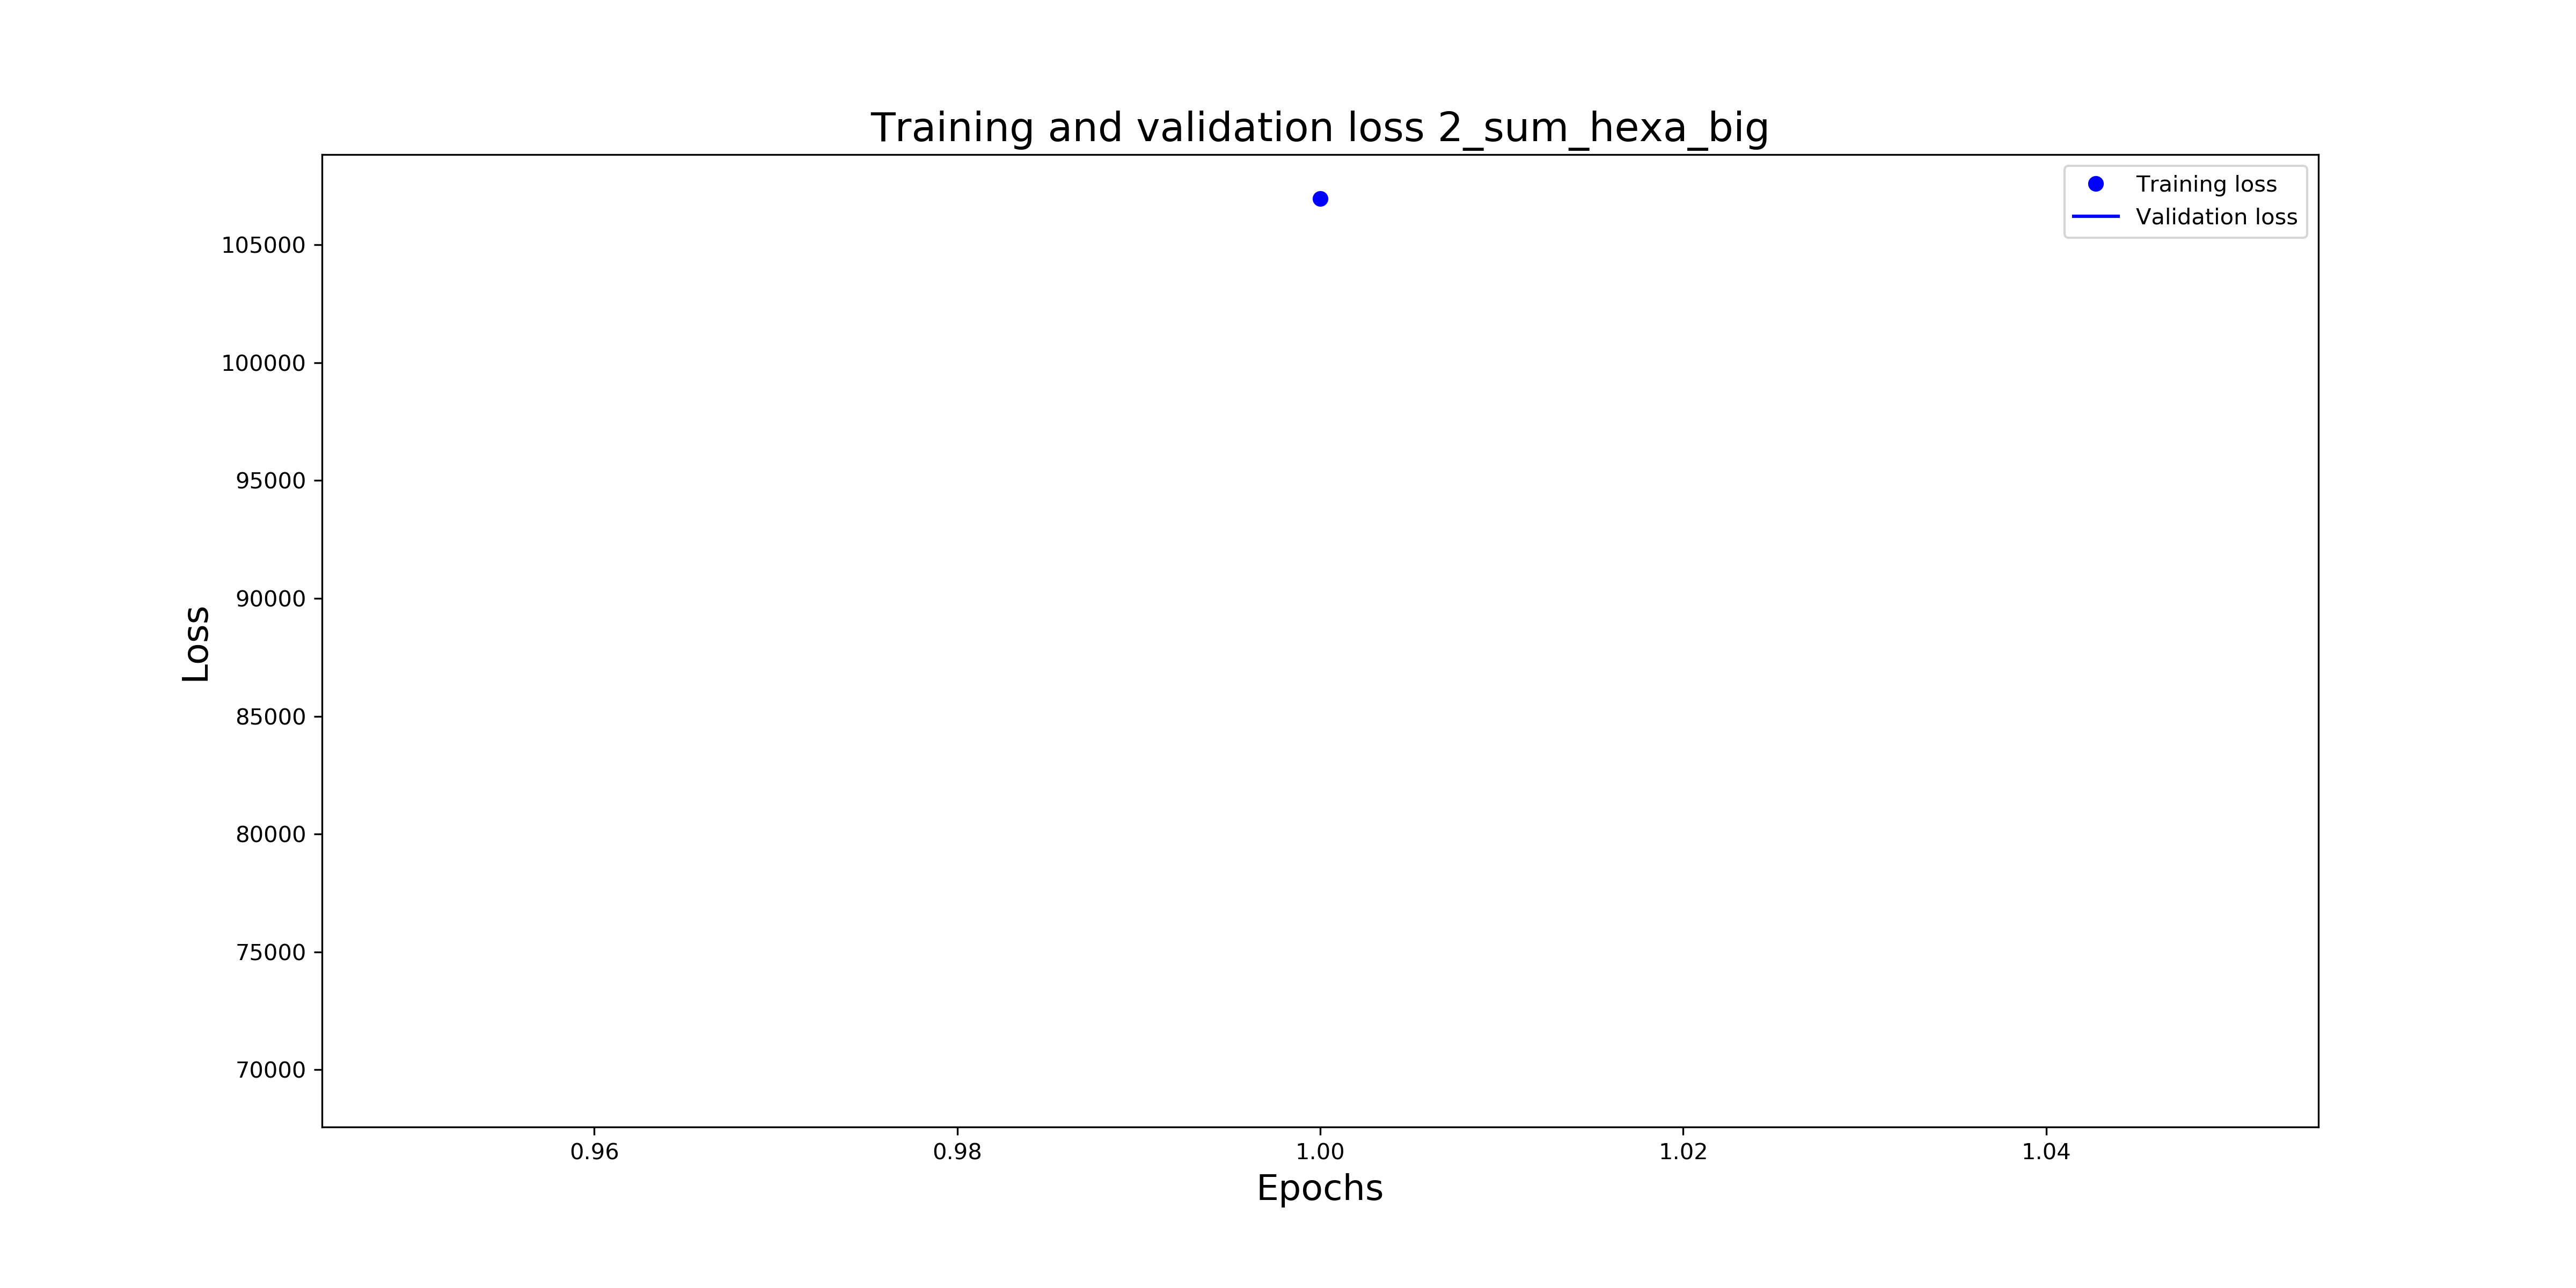 Training and validation loss 2_sum_hexa_big
Training loss
Validation loss
105000
100000
95000
90000
85000
80000
75000
70000
Loss
0.96
0.98
1.00
1.02
1.04
Epochs